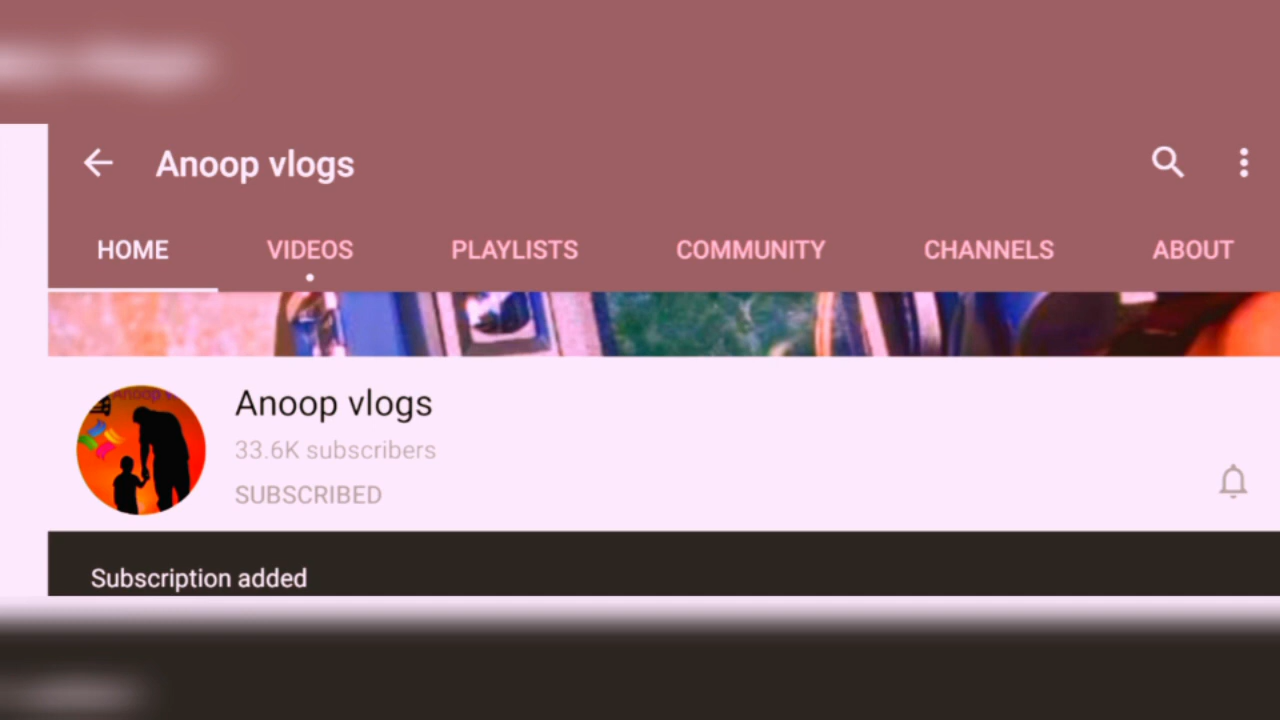 Anoop vlogs
HOME VIDEOS PLAYLISTS COMMUNITY CHANNELS ABOUT
Anoop vlogs
33.6K subscribers
SUBSCRIBED
Subscription added